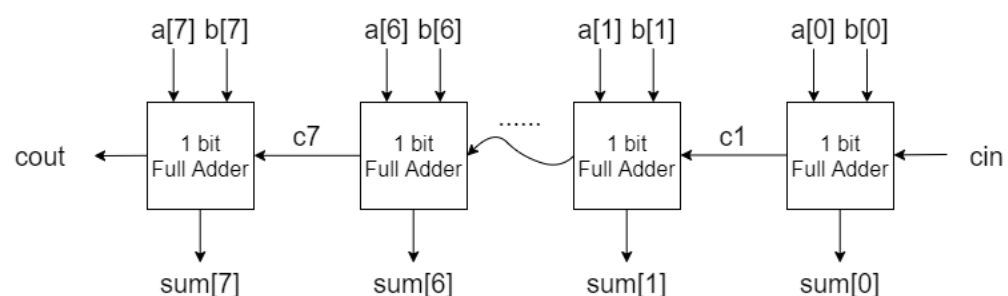 a[7] b[7] a[6] b[6] a[1] b[1] a[0] b[0]
......
cout 1 bit Full Adder c7 1 bit Full Adder 1 bit Full Adder c1 1 bit Full Adder cin
sum[7] sum[6] sum[1] sum[0]